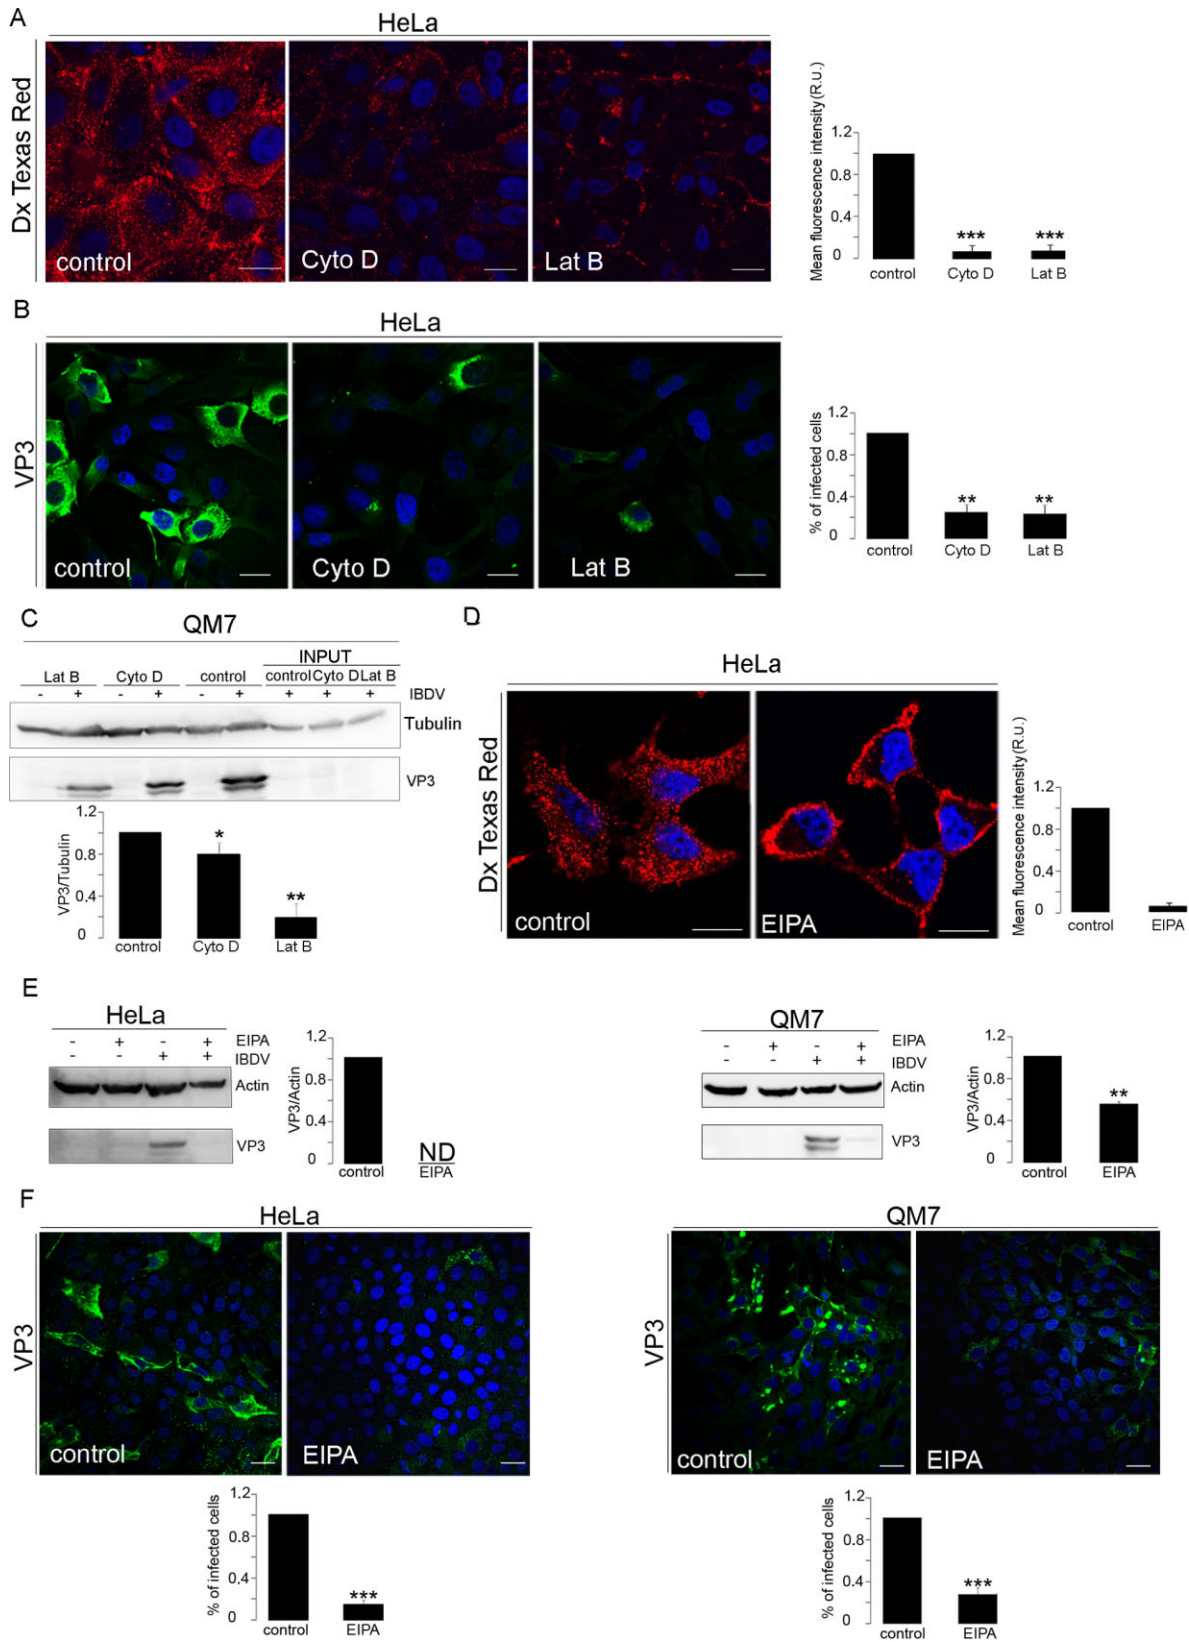 A
HeLa
Dx Texas Red
control
Cyto D
Lat B
Mean fluorescence intensity (R.U.)
1.2
0.8
0.4
0
***
***
control
Cyto D
Lat B
B
HeLa
VP3
control
Cyto D
Lat B
% of infected cells
1.2
0.8
0.4
0
**
**
control
Cyto D
Lat B
C
QM7
INPUT
Lat B Cyto D control control Cyto D Lat B
- + - + - + + + + IBDV
Tubulin
VP3
VP3/Tubulin
1.2
0.8
0.4
0
*
**
control
Cyto D
Lat B
D
HeLa
Dx Texas Red
control
EIPA
Mean fluorescence intensity (R.U.)
1.2
0.8
0.4
0
control
EIPA
E
HeLa
- + - + EIPA
- - + + IBDV
Actin
VP3
VP3/Actin
1.2
0.8
0.4
0
ND
control
EIPA
QM7
- + - + EIPA
- - + + IBDV
Actin
VP3
VP3/Actin
1.2
0.8
0.4
0
**
control
EIPA
F
HeLa
VP3
control
EIPA
% of infected cells
1.2
0.8
0.4
0
***
control
EIPA
QM7
VP3
control
EIPA
% of infected cells
1.2
0.8
0.4
0
***
control
EIPA